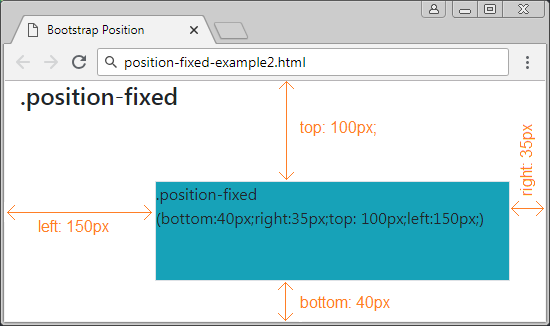 Bootstrap Position
position-fixed-example2.html
.position-fixed
top: 100px;
right: 35px
.position-fixed
(bottom:40px;right:35px;top: 100px;left:150px;)
left: 150px
bottom: 40px